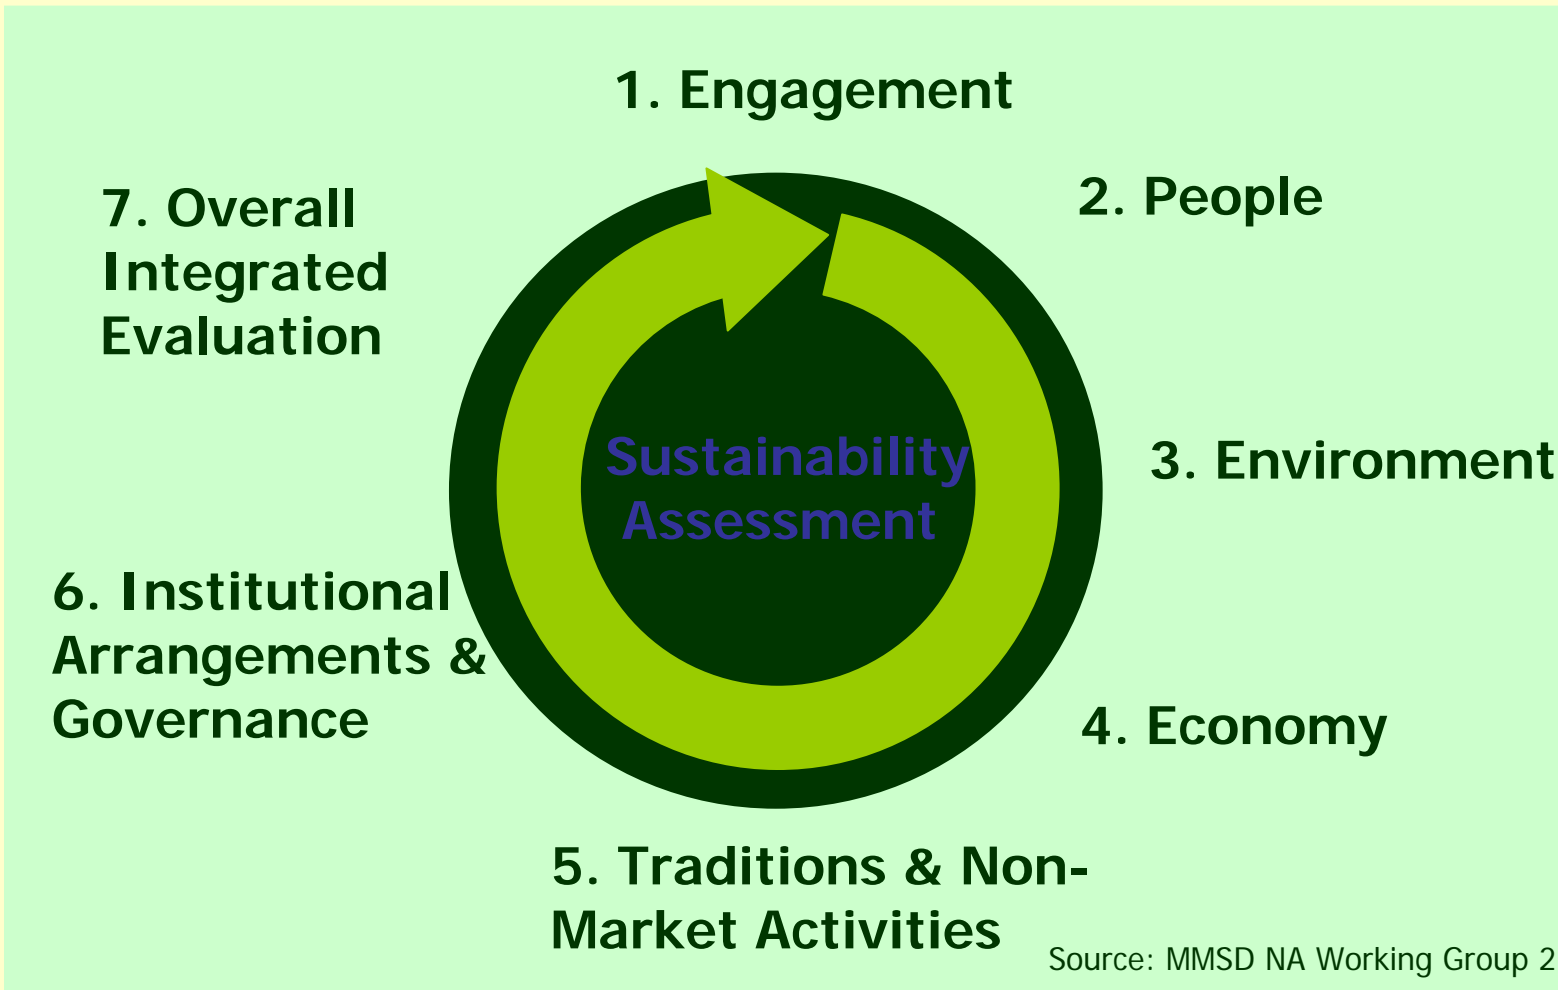 1. Engagement
2. People
3. Environment
4. Economy
5. Traditions & Non-
Market Activities
6. Institutional
Arrangements &
Governance
7. Overall
Integrated
Evaluation
Sustainability
Assessment
Source: MMSD NA Working Group 2